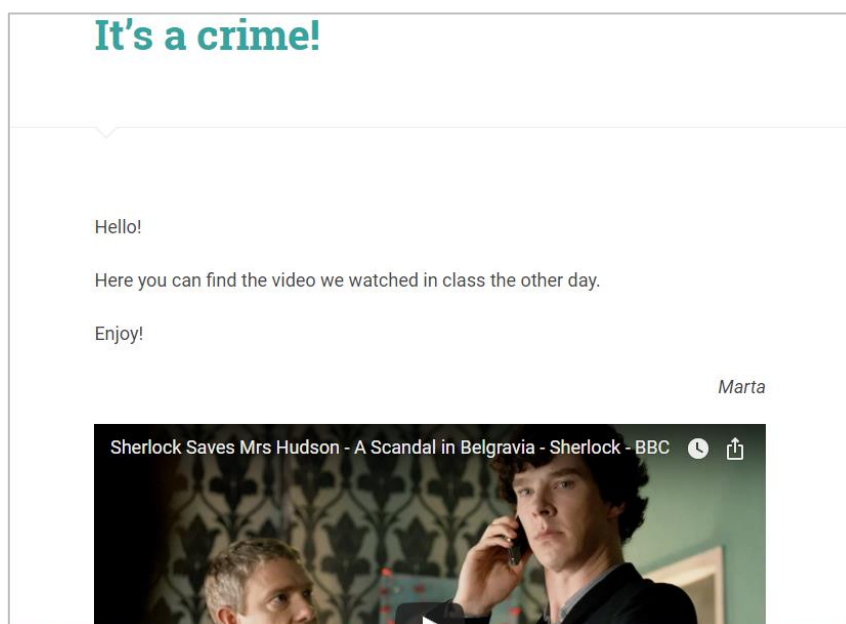 It’s a crime!
Hello!
Here you can find the video we watched in class the other day.
Enjoy!
Marta
Sherlock Saves Mrs Hudson - A Scandal in Belgravia - Sherlock - BBC